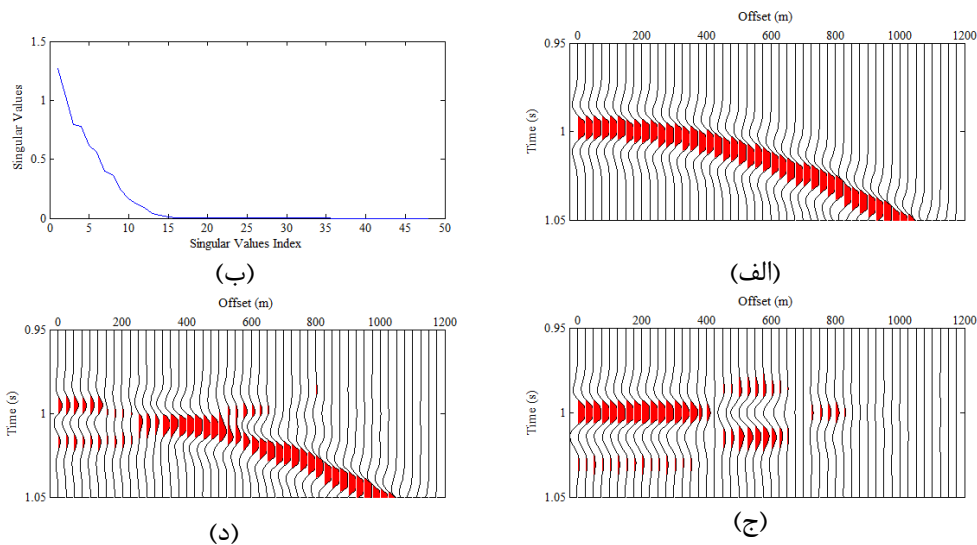 Offset (m)
0 200 400 600 800 1000 1200
0.95
1
1.05
Time (s)
(الف)
1.5
1
0.5
0
Singular Values
0 5 10 15 20 25 30 35 40 45 50
Singular Values Index
(ب)
Offset (m)
0 200 400 600 800 1000 1200
0.95
1
1.05
Time (s)
(ج)
Offset (m)
0 200 400 600 800 1000 1200
0.95
1
1.05
Time (s)
(د)